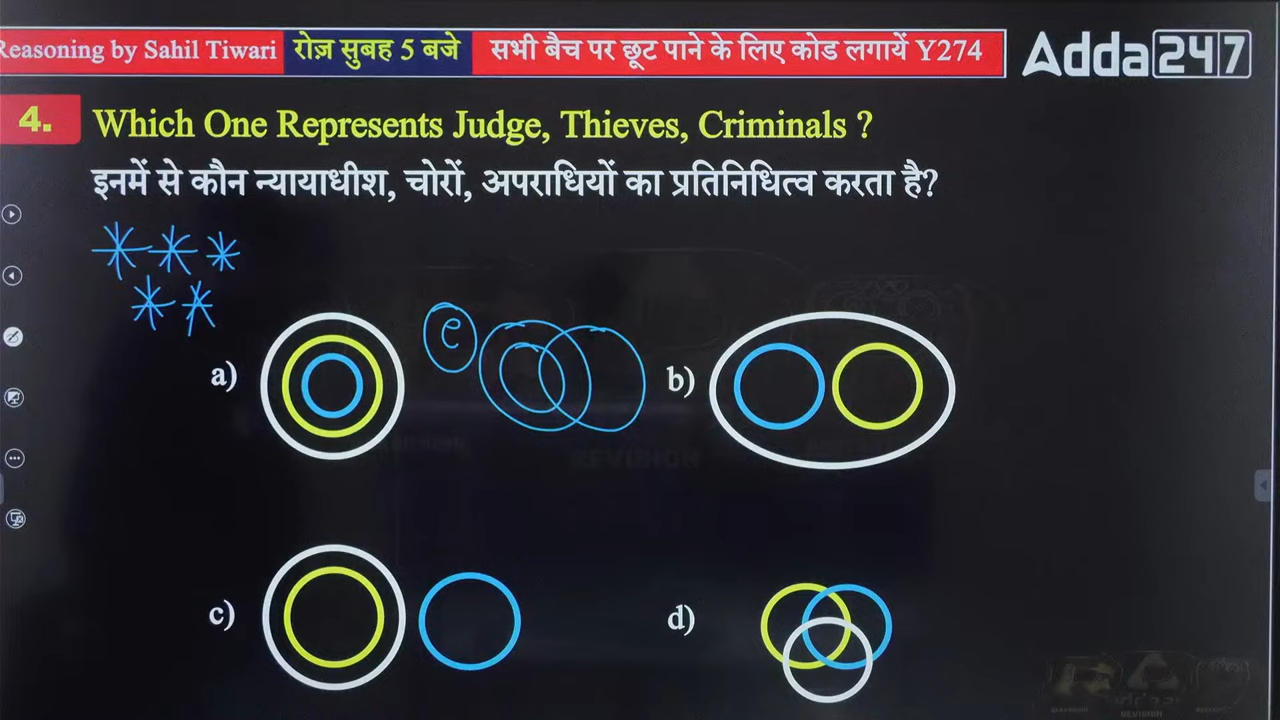 Reasoning by Sahil Tiwari रोज़ सुबह 5 बजे सभी बैच पर छूट पाने के लिए कोड लगायें Y274 Adda247
4. Which One Represents Judge, Thieves, Criminals ?
इनमें से कौन न्यायाधीश, चोरों, अपराधियों का प्रतिनिधित्व करता है?
e
a) b)
c) d)
REVISION